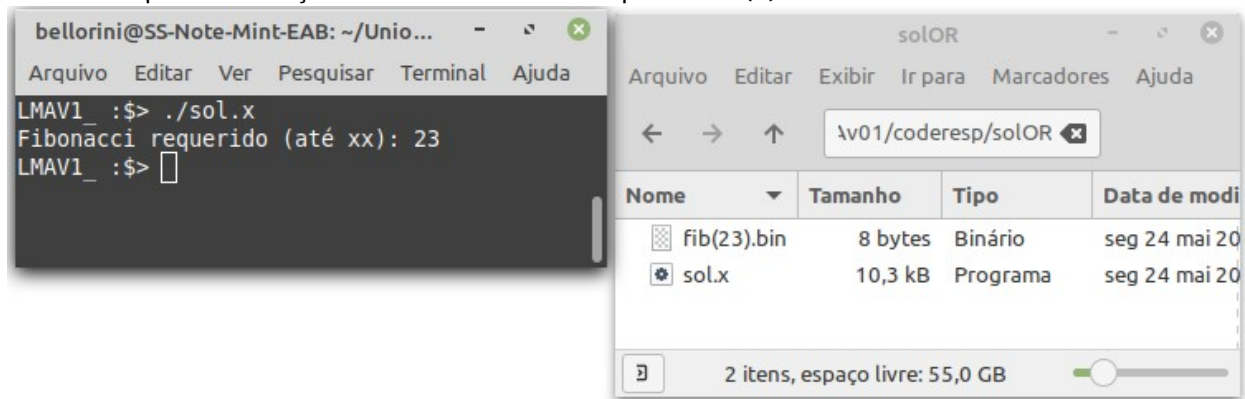 bellorini@SS-Note-Mint-EAB: ~/Unio...
Arquivo Editar Ver Pesquisar Terminal Ajuda
LMAV1_ :$> ./sol.x
Fibonacci requerido (até xx): 23
LMAV1_ :$>
solOR
Arquivo Editar Exibir Ir para Marcadores Ajuda
Av01/coderesp/solOR
Nome Tamanho Tipo Data de modi
fib(23).bin 8 bytes Binário seg 24 mai 20
sol.x 10,3 kB Programa seg 24 mai 20
2 itens, espaço livre: 55,0 GB